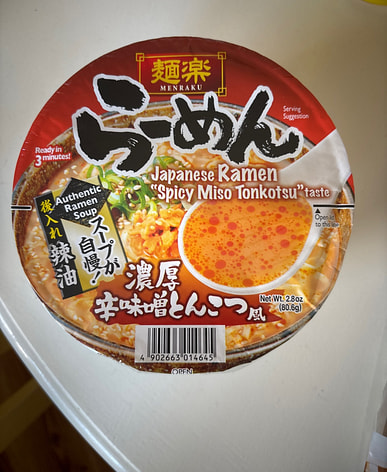 麺楽
MENRAKU
らーめん
Ready in
3 minutes!
Serving
Suggestion
Japanese Ramen
"Spicy Miso Tonkotsu" taste
Authentic
Ramen
Soup
スープが
自慢!
後入れ
辣油
濃厚
辛味噌とんこつ風
Net Wt. 2.8oz
(80.6g)
4 902663 014645
OPEN